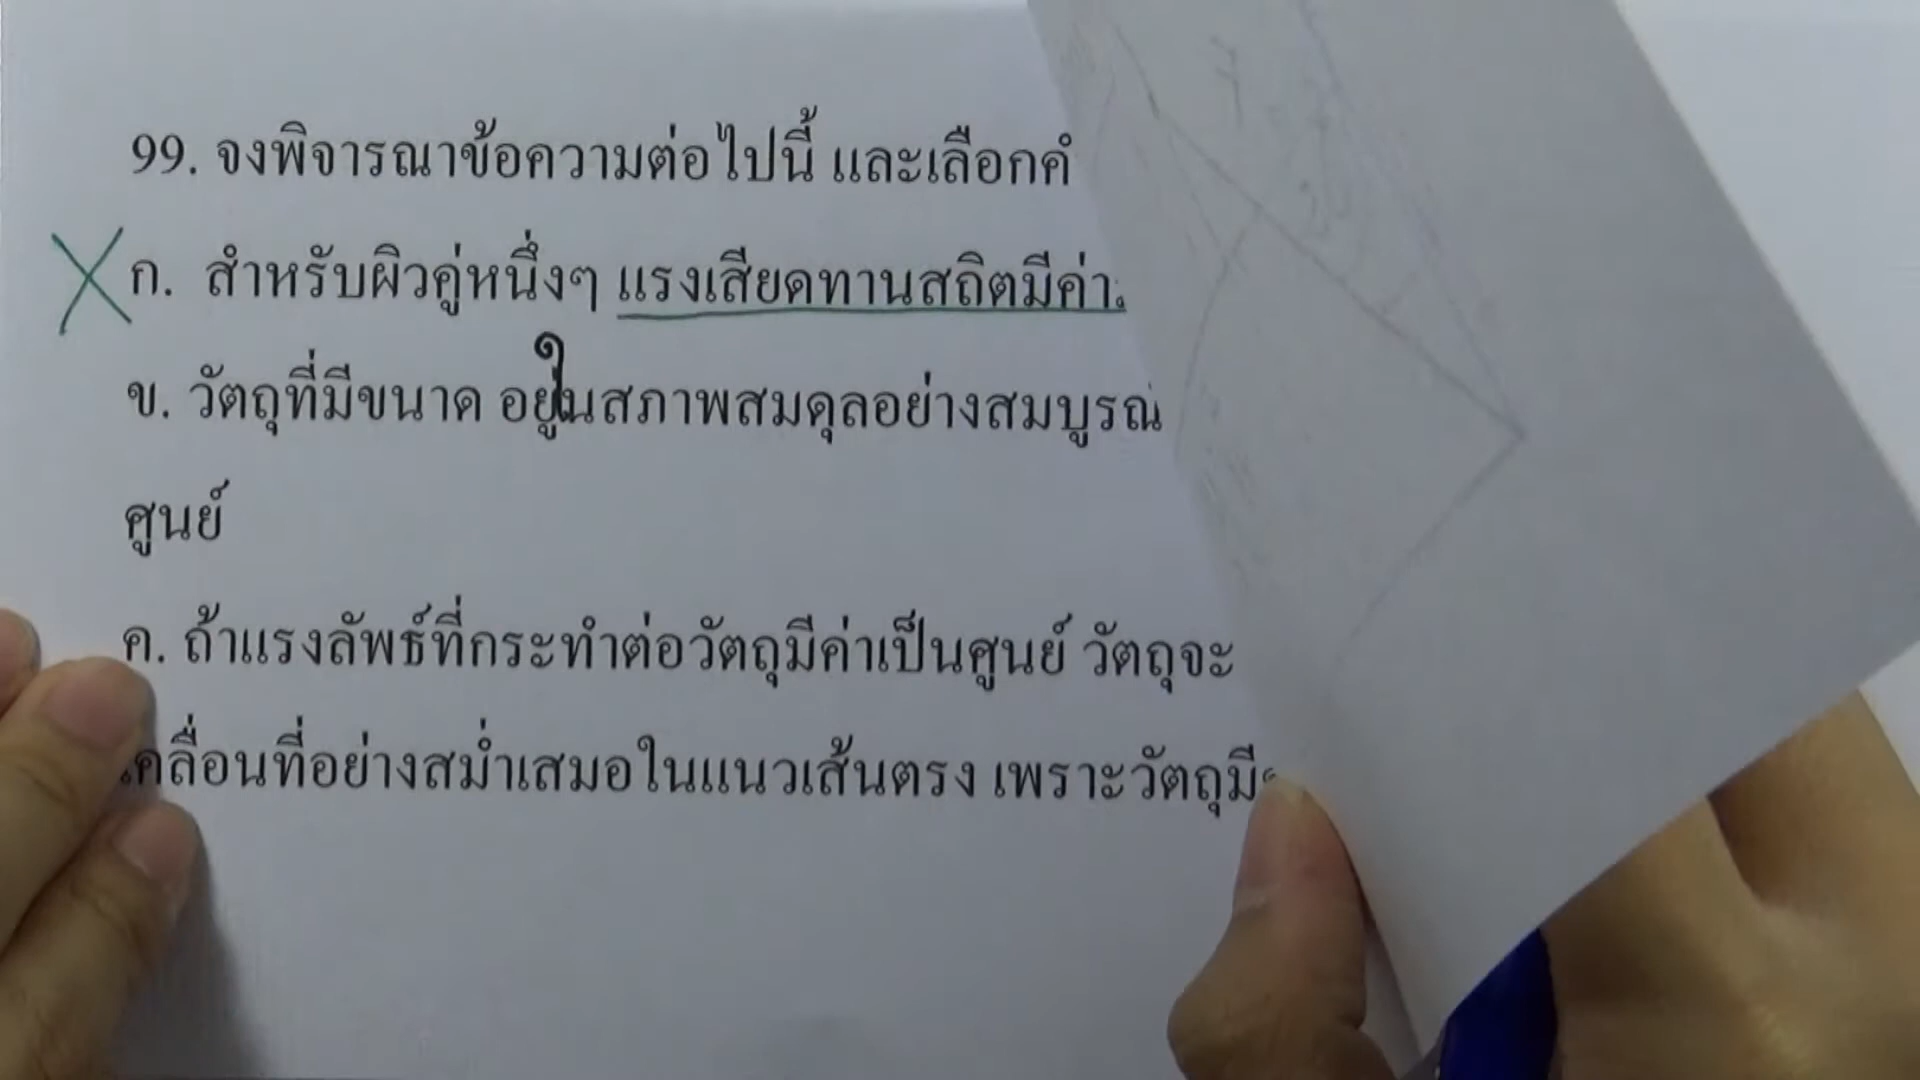 99. จงพิจารณาข้อความต่อไปนี้ และเลือกคำ
ก. สำหรับผิวคู่หนึ่งๆ แรงเสียดทานสถิตมีค่า
ข. วัตถุที่มีขนาด อยู่ในสภาพสมดุลอย่างสมบูรณ
ศูนย์
ค. ถ้าแรงลัพธ์ที่กระทำต่อวัตถุมีค่าเป็นศูนย์ วัตถุจะ
เคลื่อนที่อย่างสม่ำเสมอในแนวเส้นตรง เพราะวัตถุมี